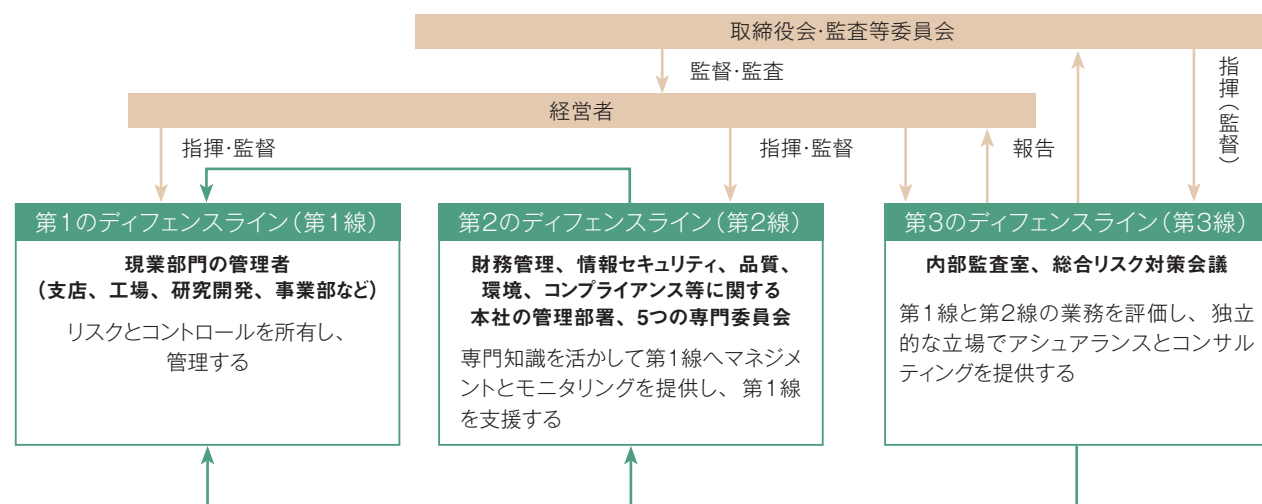 取締役会・監査等委員会
監督・監査
指揮（監督）
経営者
指揮・監督
指揮・監督
報告
第1のディフェンスライン（第1線）
現業部門の管理者
（支店、工場、研究開発、事業部など）
リスクとコントロールを所有し、
管理する
第2のディフェンスライン（第2線）
財務管理、情報セキュリティ、品質、
環境、コンプライアンス等に関する
本社の管理部署、5つの専門委員会
専門知識を活かして第1線へマネジメ
ントとモニタリングを提供し、第1線
を支援する
第3のディフェンスライン（第3線）
内部監査室、総合リスク対策会議
第1線と第2線の業務を評価し、独立
的な立場でアシュアランスとコンサル
ティングを提供する